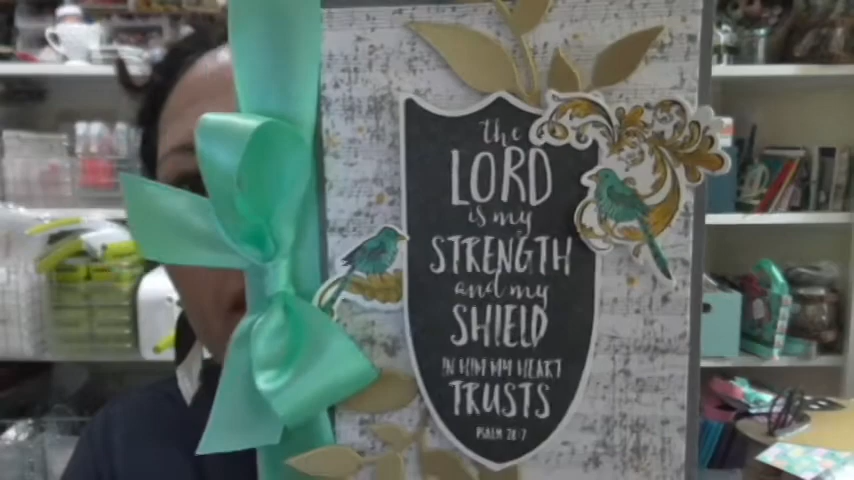 the
LORD
is my
STRENGTH
and my
SHIELD
IN HIM MY HEART
TRUSTS
PSALM 28:7